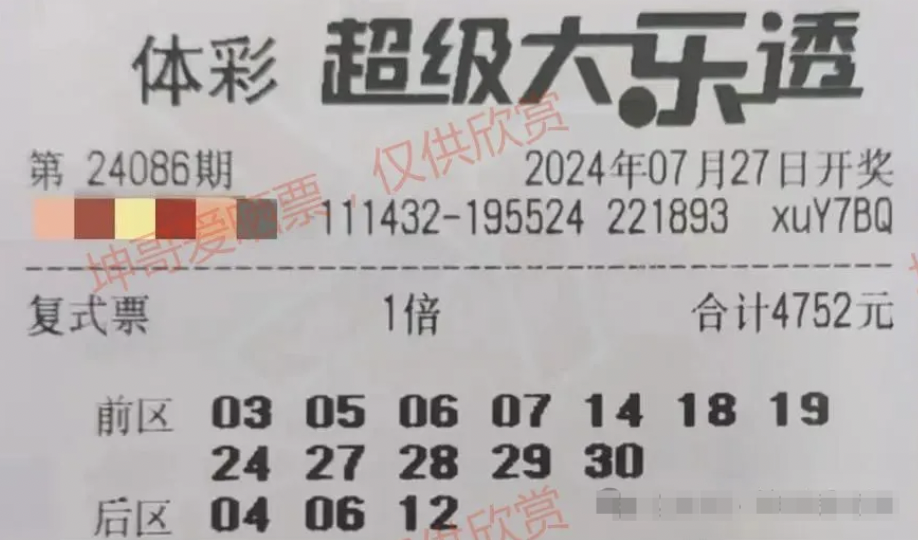 体彩 超级大乐透
第 24086期 2024年07月27日开奖
111432-195524 221893 xuY7BQ
复式票 1倍 合计4752元
前区 03 05 06 07 14 18 19
24 27 28 29 30
后区 04 06 12
坤哥爱晒票，仅供欣赏
供欣赏